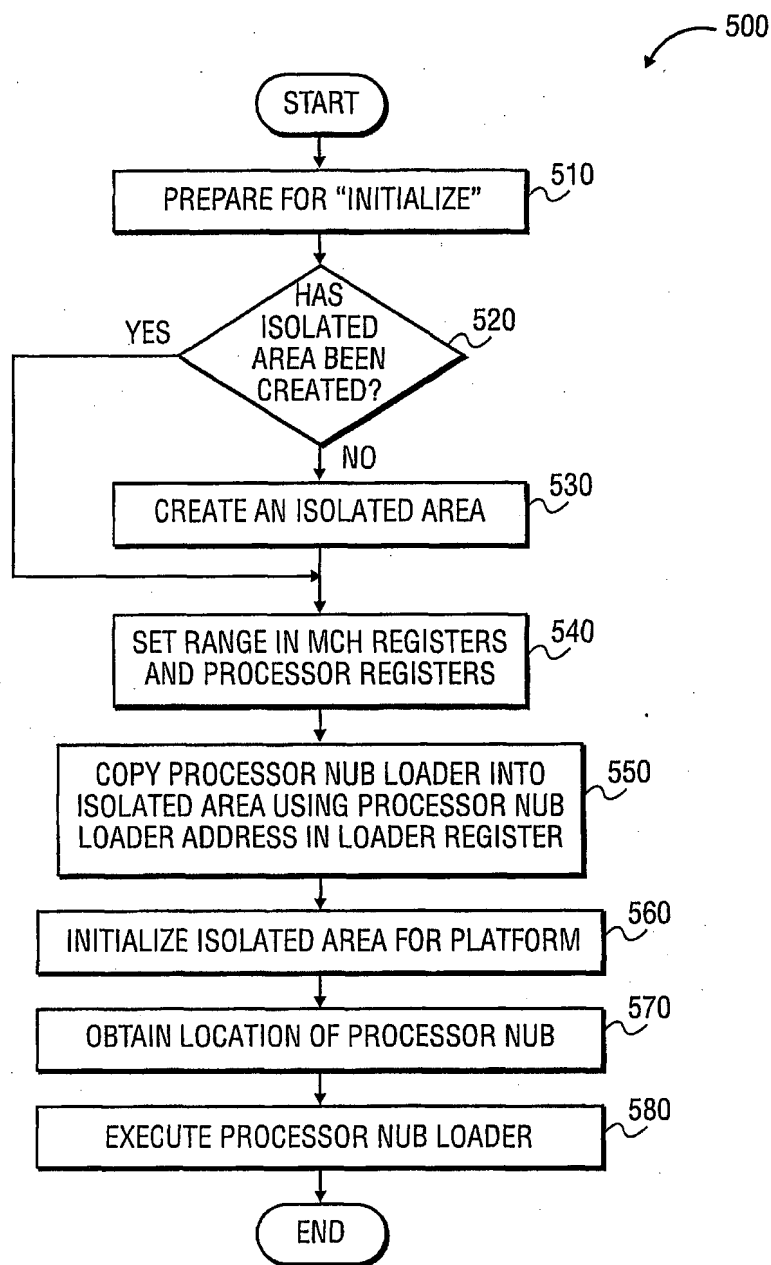 500
START
PREPARE FOR “INITIALIZE”
510
HAS
ISOLATED
AREA BEEN
CREATED?
520
YES
NO
CREATE AN ISOLATED AREA
530
SET RANGE IN MCH REGISTERS
AND PROCESSOR REGISTERS
540
COPY PROCESSOR NUB LOADER INTO
ISOLATED AREA USING PROCESSOR NUB
LOADER ADDRESS IN LOADER REGISTER
550
INITIALIZE ISOLATED AREA FOR PLATFORM
560
OBTAIN LOCATION OF PROCESSOR NUB
570
EXECUTE PROCESSOR NUB LOADER
580
END